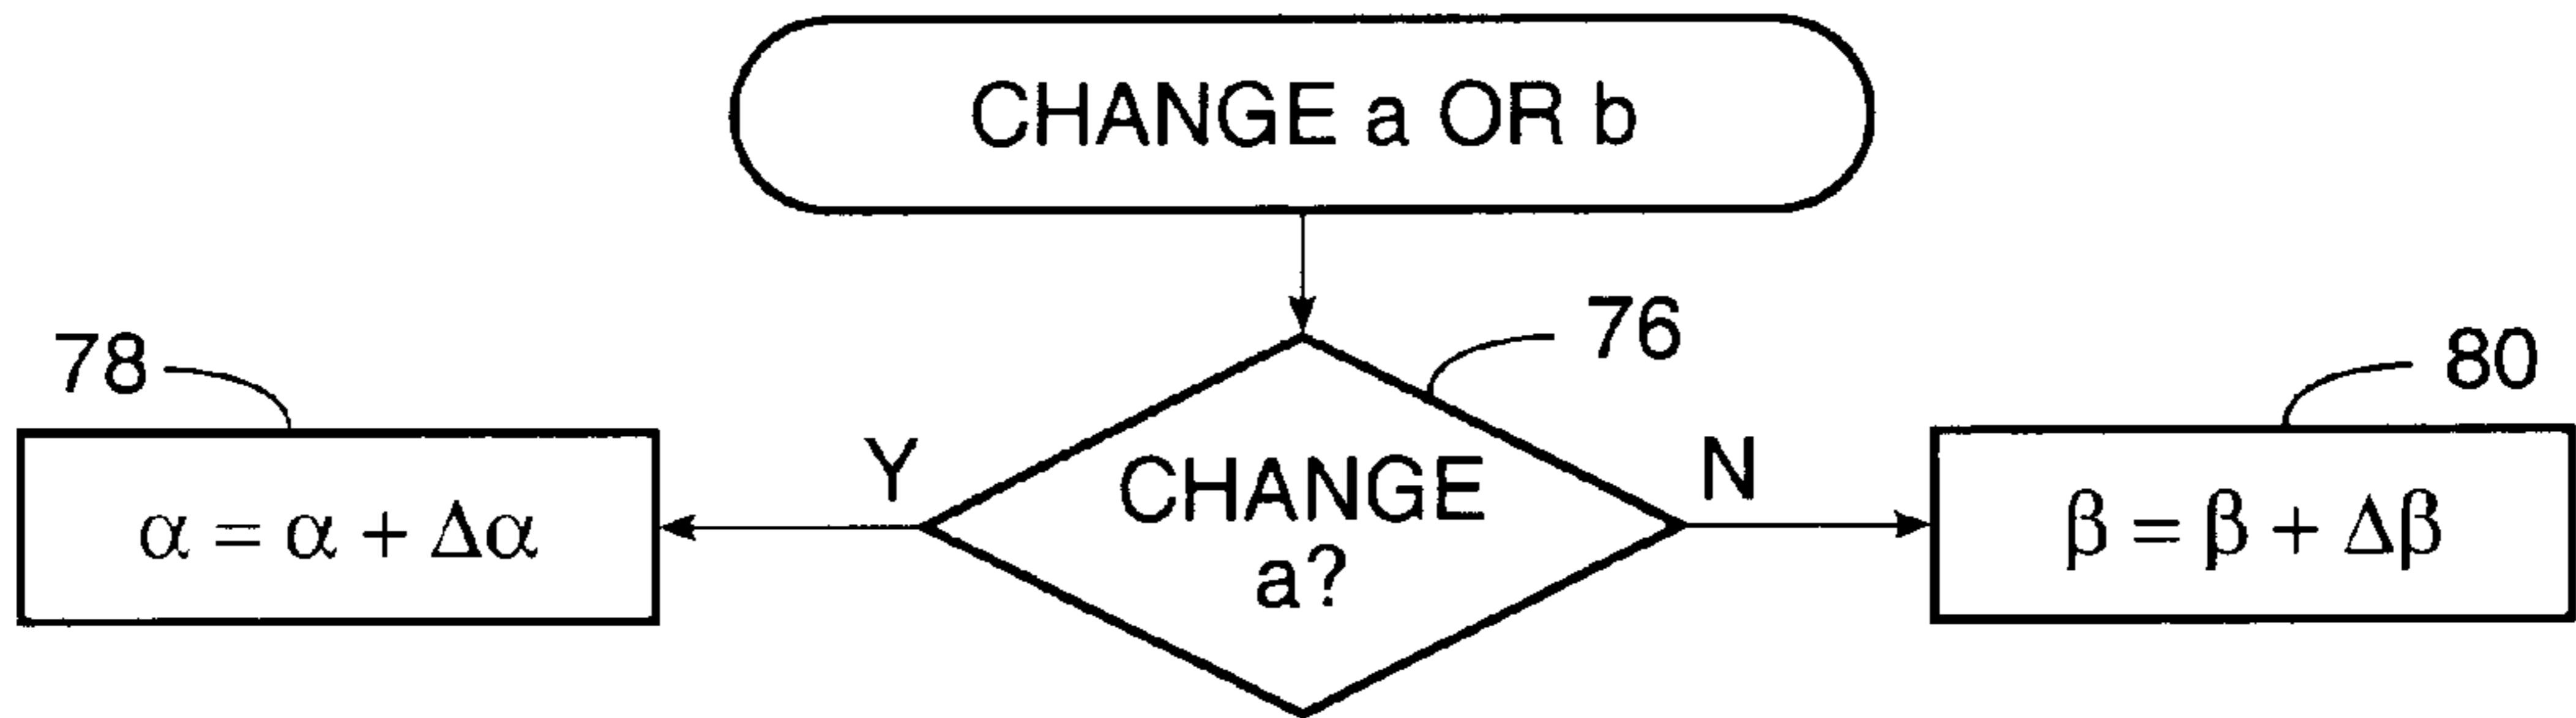 CHANGE a OR b
76
78
80
Y
CHANGE
a?
N
α = α + Δα
β = β + Δβ